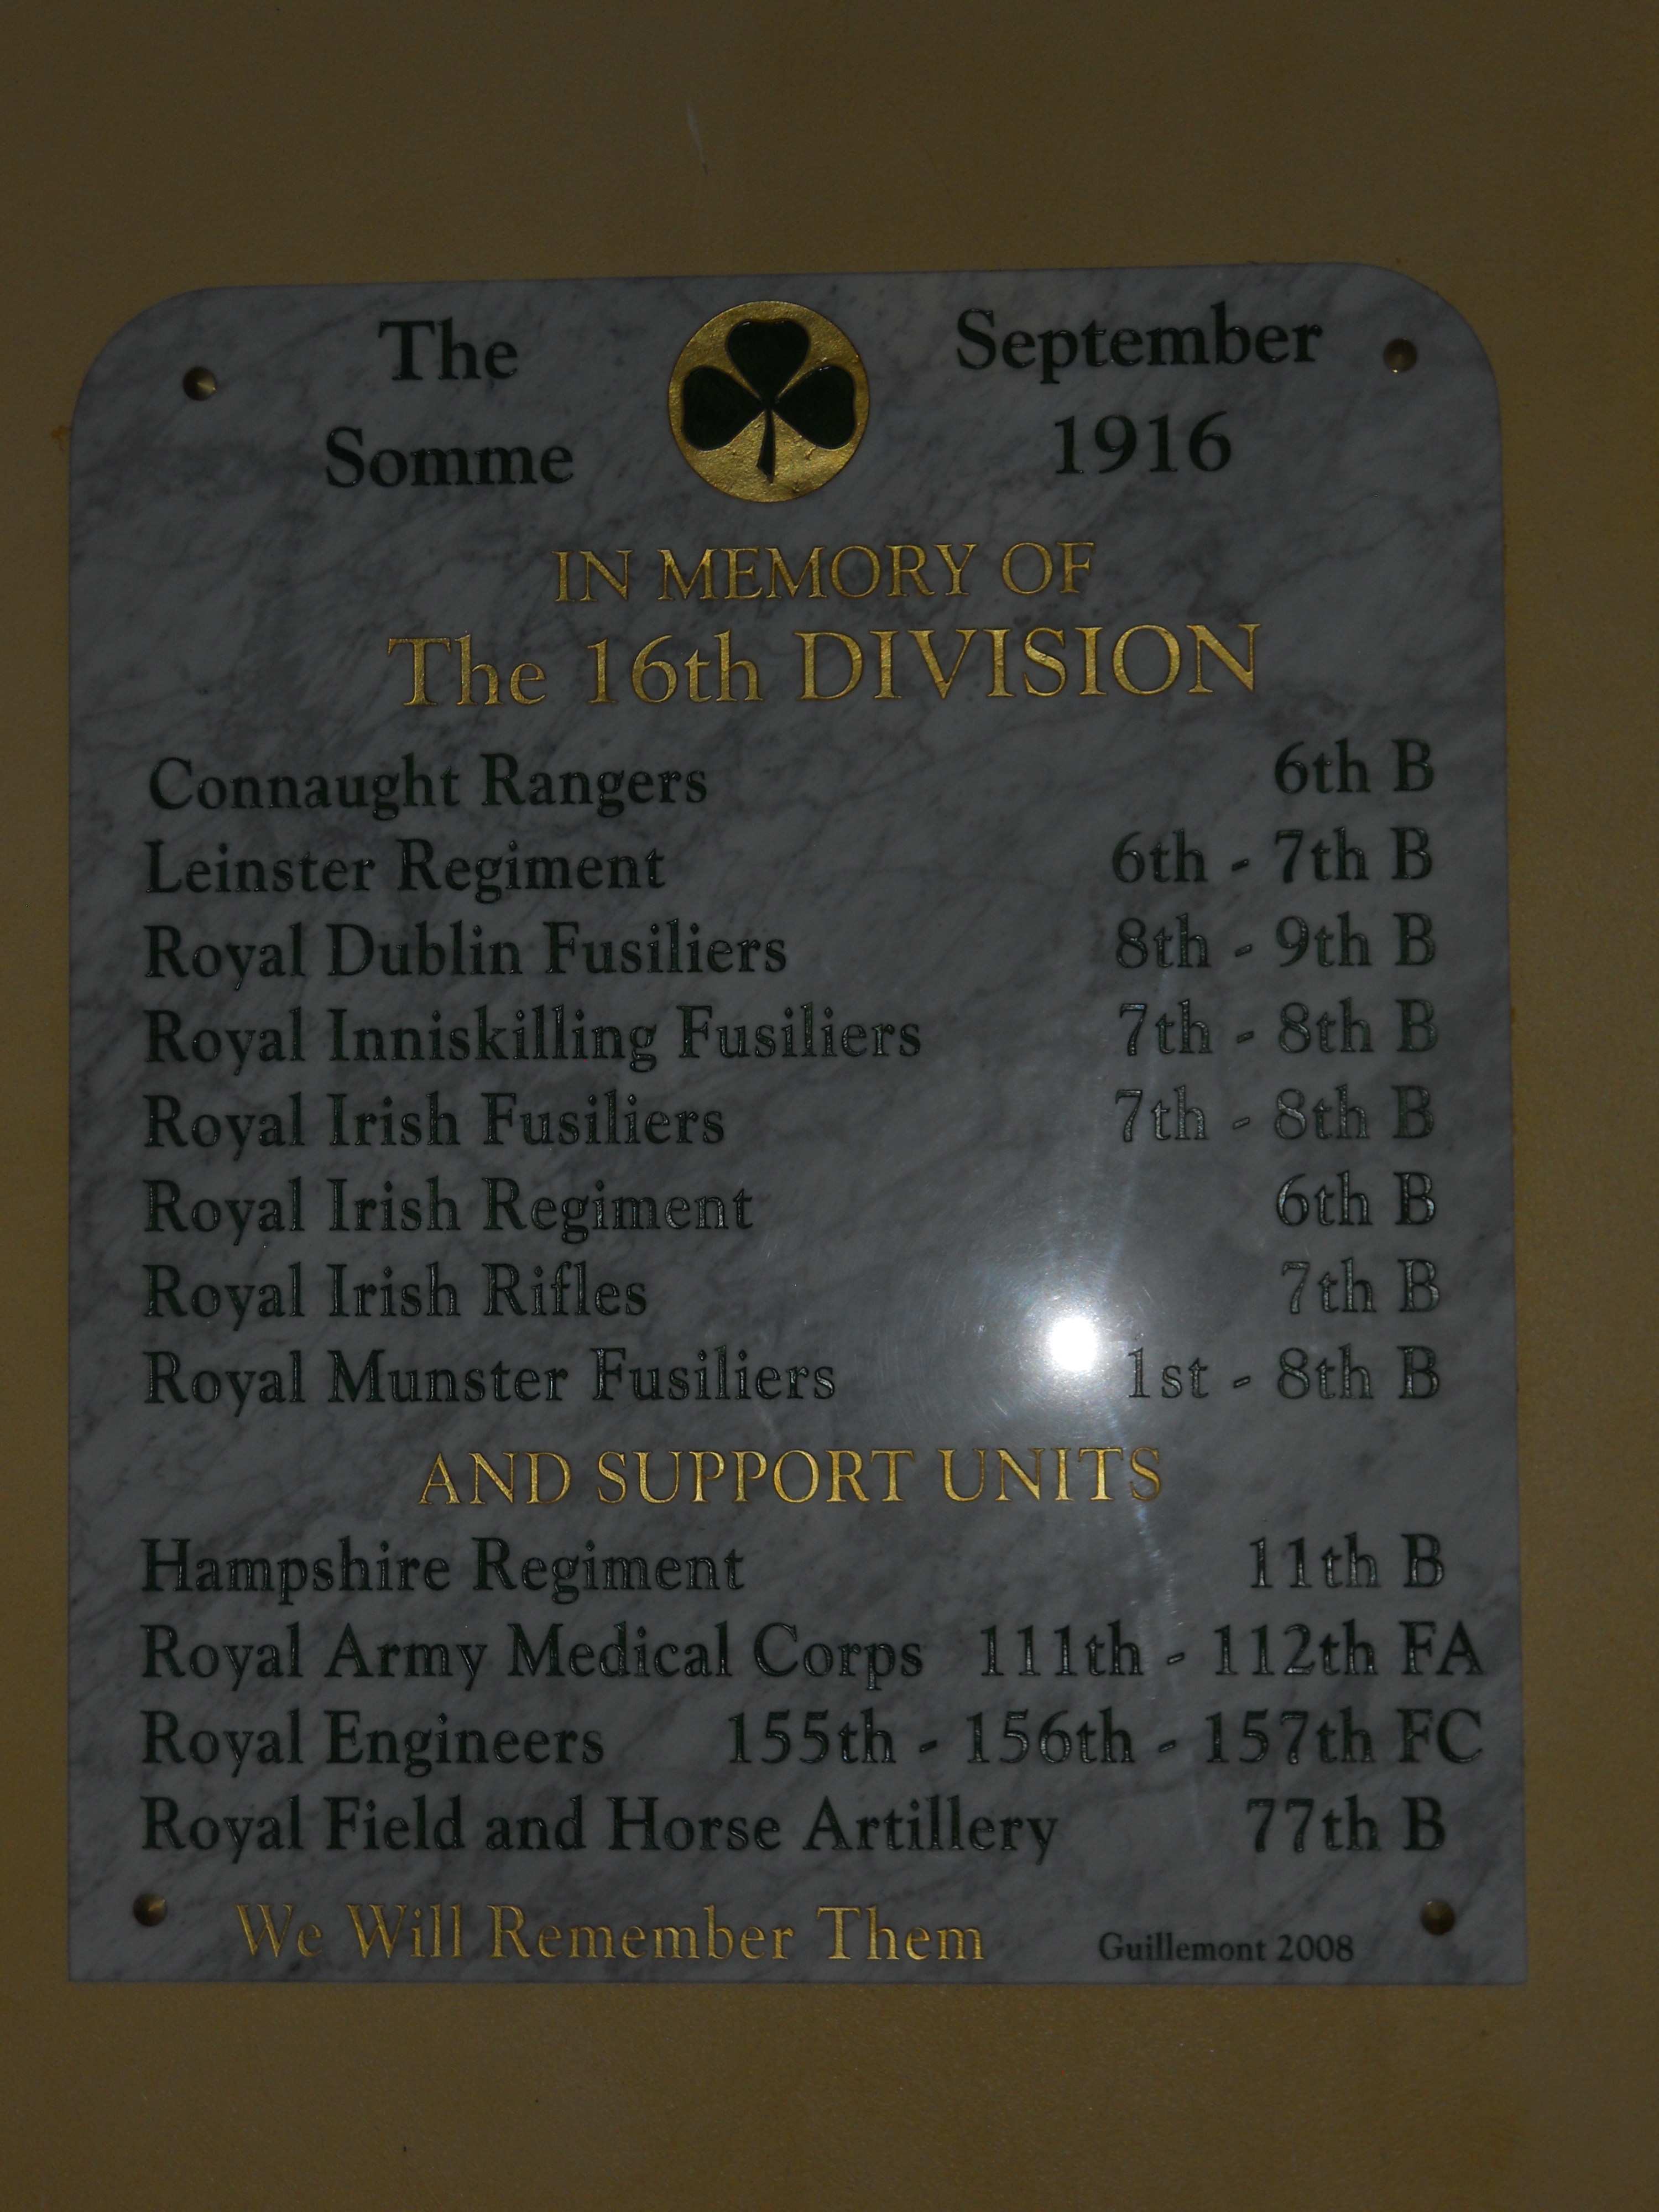 The September
Somme 1916
IN MEMORY OF
The 16th DIVISION
Connaught Rangers 6th B
Leinster Regiment 6th - 7th B
Royal Dublin Fusiliers 8th - 9th B
Royal Inniskilling Fusiliers 7th - 8th B
Royal Irish Fusiliers 7th - 8th B
Royal Irish Regiment 6th B
Royal Irish Rifles 7th B
Royal Munster Fusiliers 1st - 8th B
AND SUPPORT UNITS
Hampshire Regiment 11th B
Royal Army Medical Corps 111th - 112th FA
Royal Engineers 155th - 156th - 157th FC
Royal Field and Horse Artillery 77th B
We Will Remember Them Guillemont 2008